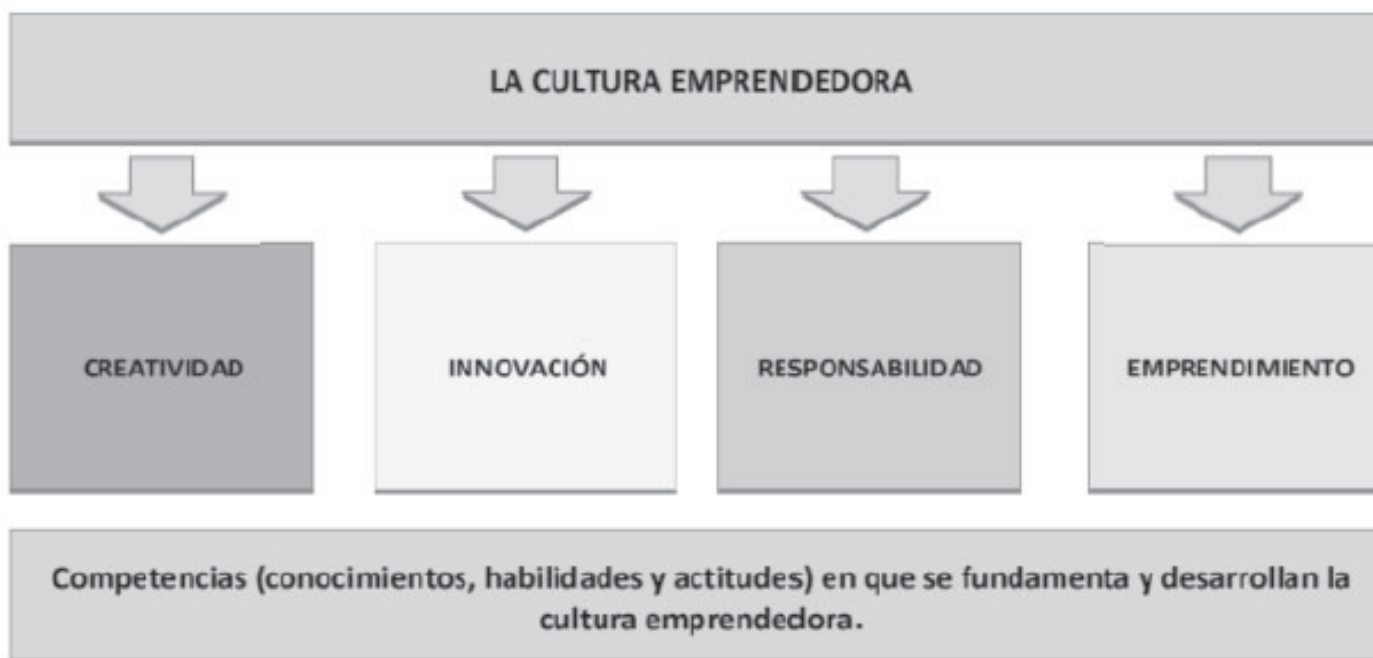 LA CULTURA EMPRENDEDORA
CREATIVIDAD
INNOVACIÓN
RESPONSABILIDAD
EMPRENDIMIENTO
Competencias (conocimientos, habilidades y actitudes) en que se fundamenta y desarrollan la
cultura emprendedora.